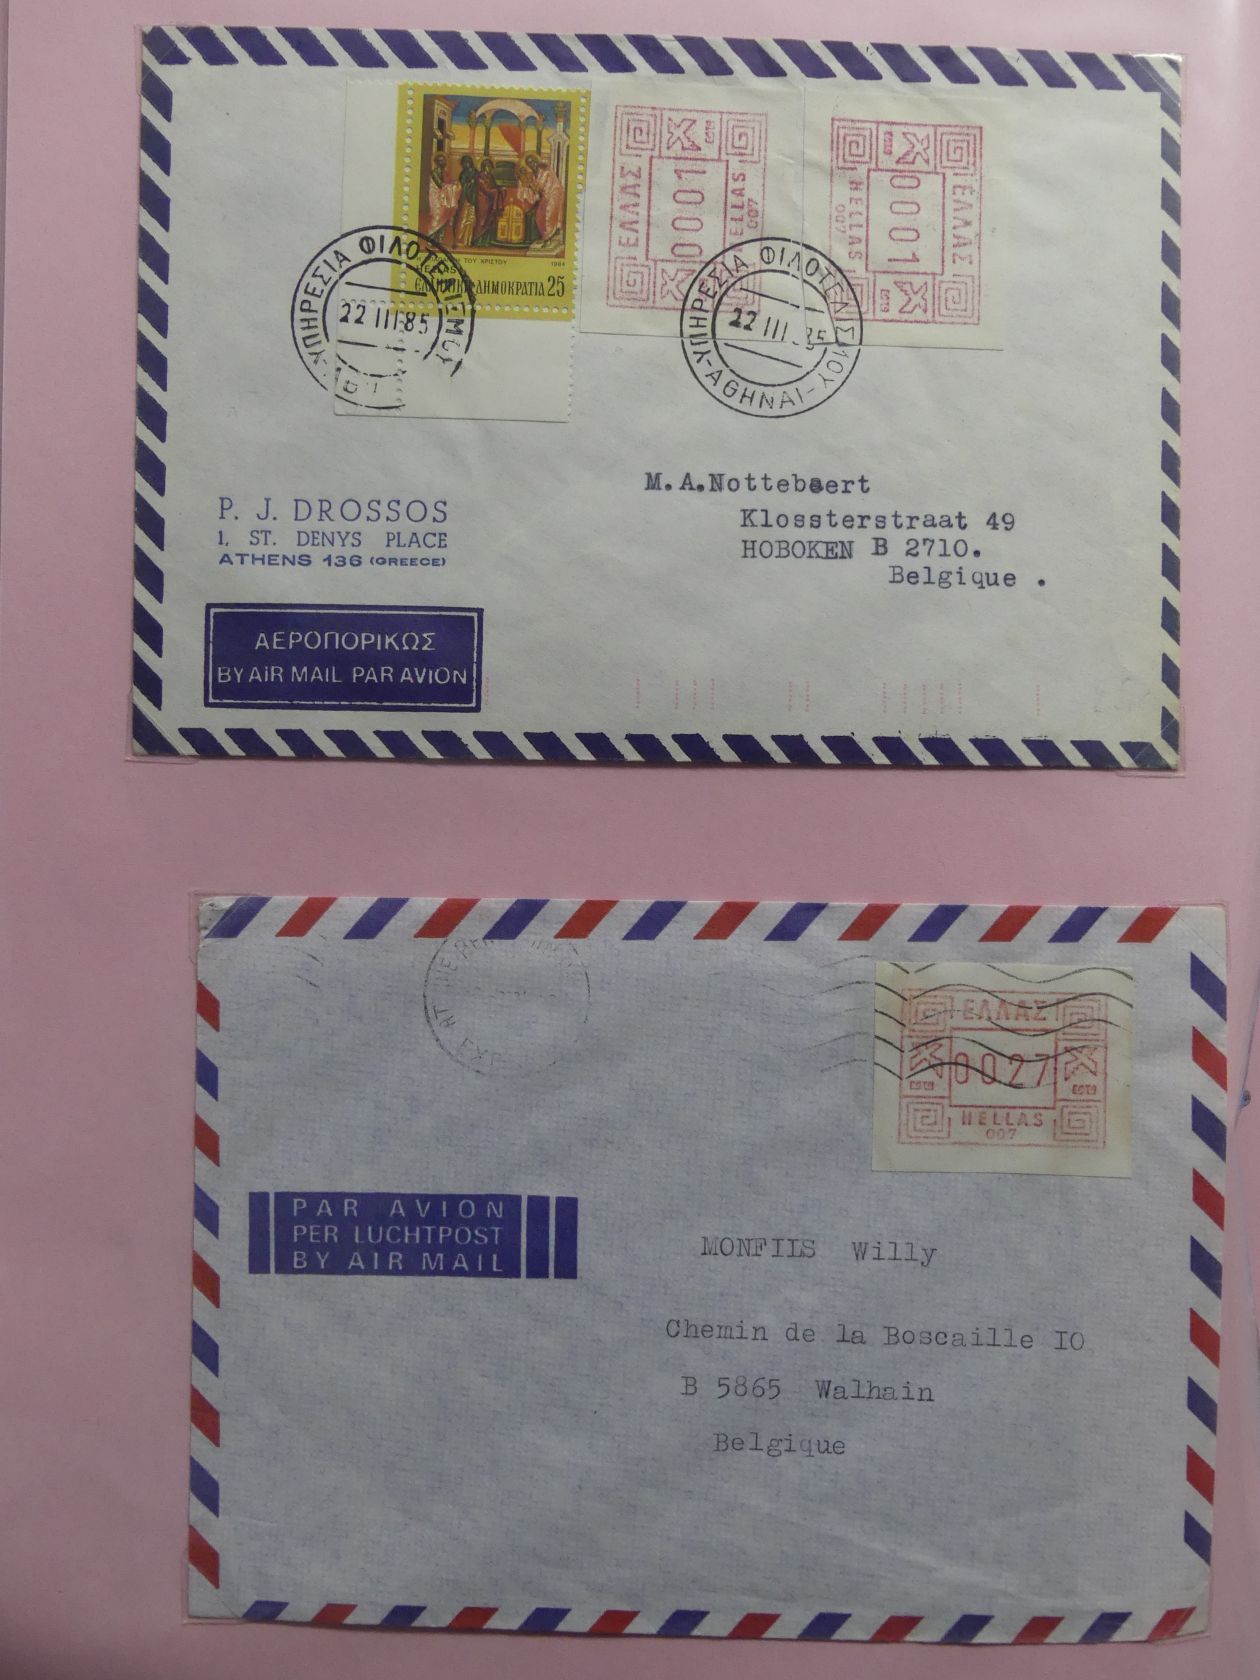 ΤΟΥ ΧΡΙΣΤΟΥ 1984
HELLAS
ΕΛΛΗΝΙΚΗ ΔΗΜΟΚΡΑΤΙΑ 25
ΕΛΛΑΣ
0001
HELLAS
007
ΕΛΛΑΣ
0001
HELLAS
007
ΥΠΗΡΕΣΙΑ ΦΙΛΟΤΕΛΙΣΜΟΥ
22 III 85
ΥΠΗΡΕΣΙΑ ΦΙΛΟΤΕΛΙΣΜΟΥ-ΑΘΗΝΑΙ-
22 III 85
M.A.Nottebaert
Klossterstraat 49
HOBOKEN B 2710.
Belgique .
P. J. DROSSOS
1, ST. DENYS PLACE
ATHENS 136 (GREECE)
ΑΕΡΟΠΟΡΙΚΩΣ
BY AiR MAIL PAR AVION
ΕΛΛΑΣ
0027
HELLAS
007
PAR AVION
PER LUCHTPOST
BY AIR MAIL
MONFILS Willy
Chemin de la Boscaille IO
B 5865 Walhain
Belgique